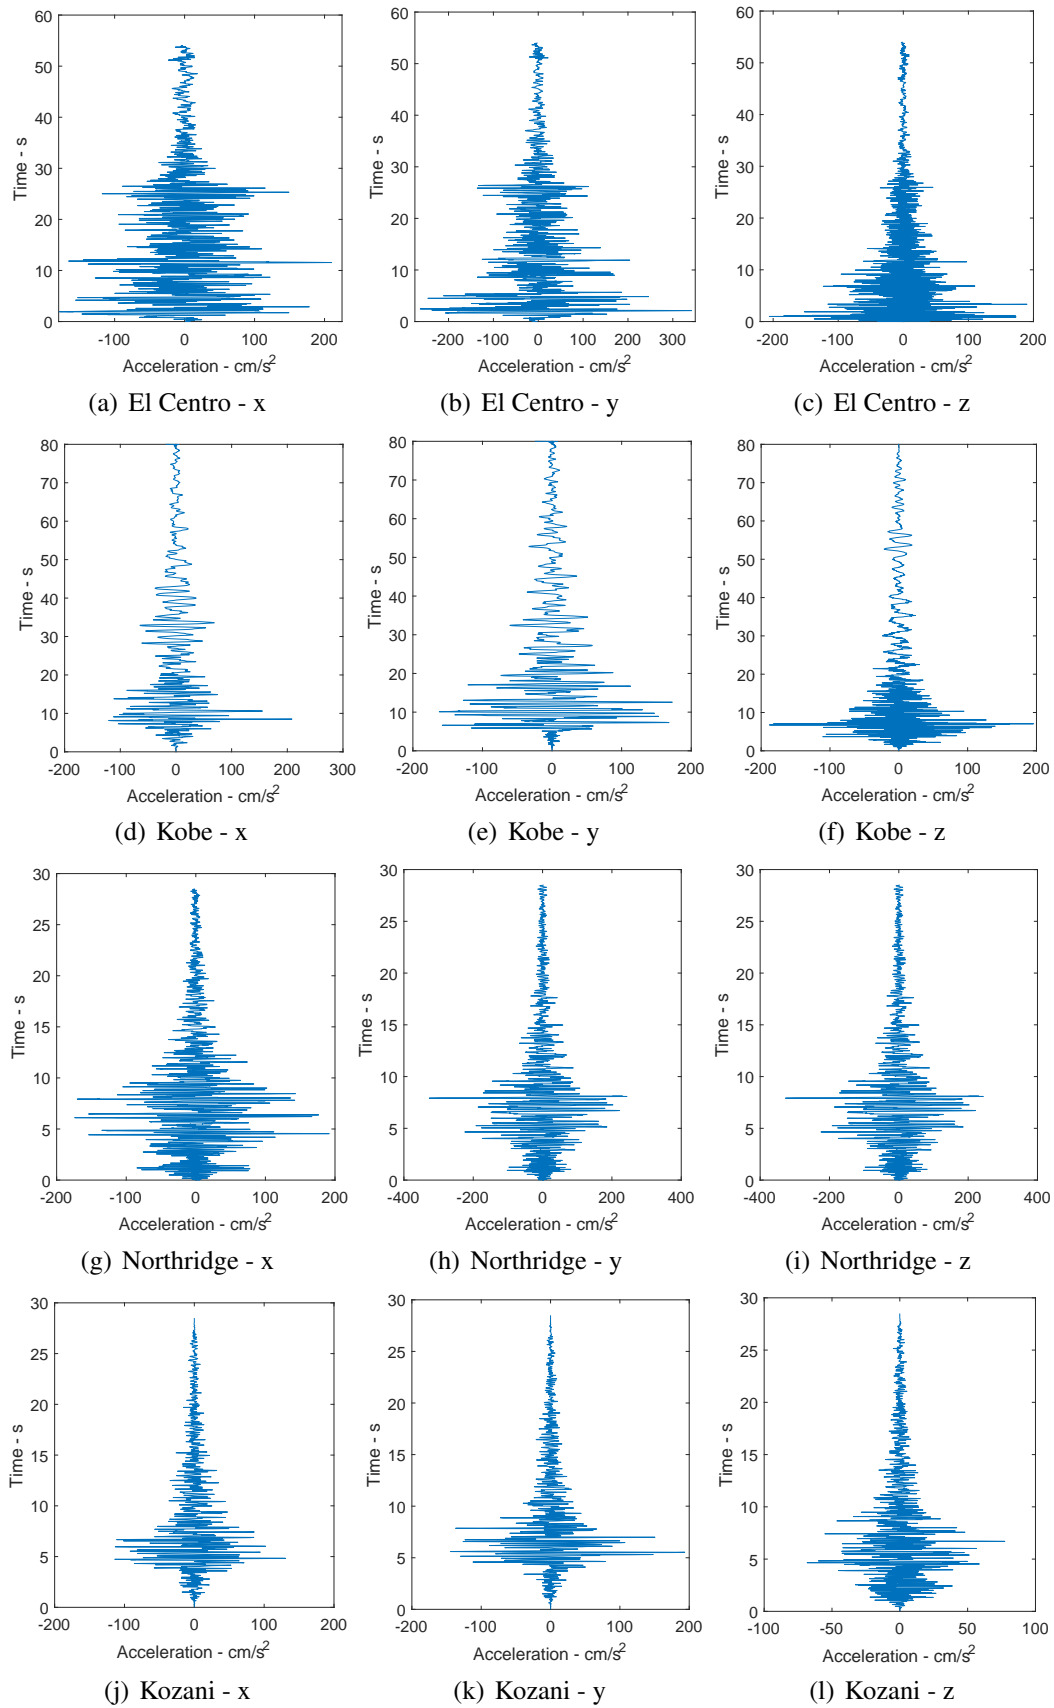 60
50
40
30
20
10
0
Time - s
-100 0 100 200
Acceleration - cm/s²
(a) El Centro - x
60
50
40
30
20
10
0
Time - s
-200 -100 0 100 200 300
Acceleration - cm/s²
(b) El Centro - y
60
50
40
30
20
10
0
Time - s
-200 -100 0 100 200
Acceleration - cm/s²
(c) El Centro - z
80
70
60
50
40
30
20
10
0
Time - s
-200 -100 0 100 200 300
Acceleration - cm/s²
(d) Kobe - x
80
70
60
50
40
30
20
10
0
Time - s
-200 -100 0 100 200
Acceleration - cm/s²
(e) Kobe - y
80
70
60
50
40
30
20
10
0
Time - s
-200 -100 0 100 200
Acceleration - cm/s²
(f) Kobe - z
30
25
20
15
10
5
0
Time - s
-200 -100 0 100 200
Acceleration - cm/s²
(g) Northridge - x
30
25
20
15
10
5
0
Time - s
-400 -200 0 200 400
Acceleration - cm/s²
(h) Northridge - y
30
25
20
15
10
5
0
Time - s
-400 -200 0 200 400
Acceleration - cm/s²
(i) Northridge - z
30
25
20
15
10
5
0
Time - s
-200 -100 0 100 200
Acceleration - cm/s²
(j) Kozani - x
30
25
20
15
10
5
0
Time - s
-200 -100 0 100 200
Acceleration - cm/s²
(k) Kozani - y
30
25
20
15
10
5
0
Time - s
-100 -50 0 50 100
Acceleration - cm/s²
(l) Kozani - z